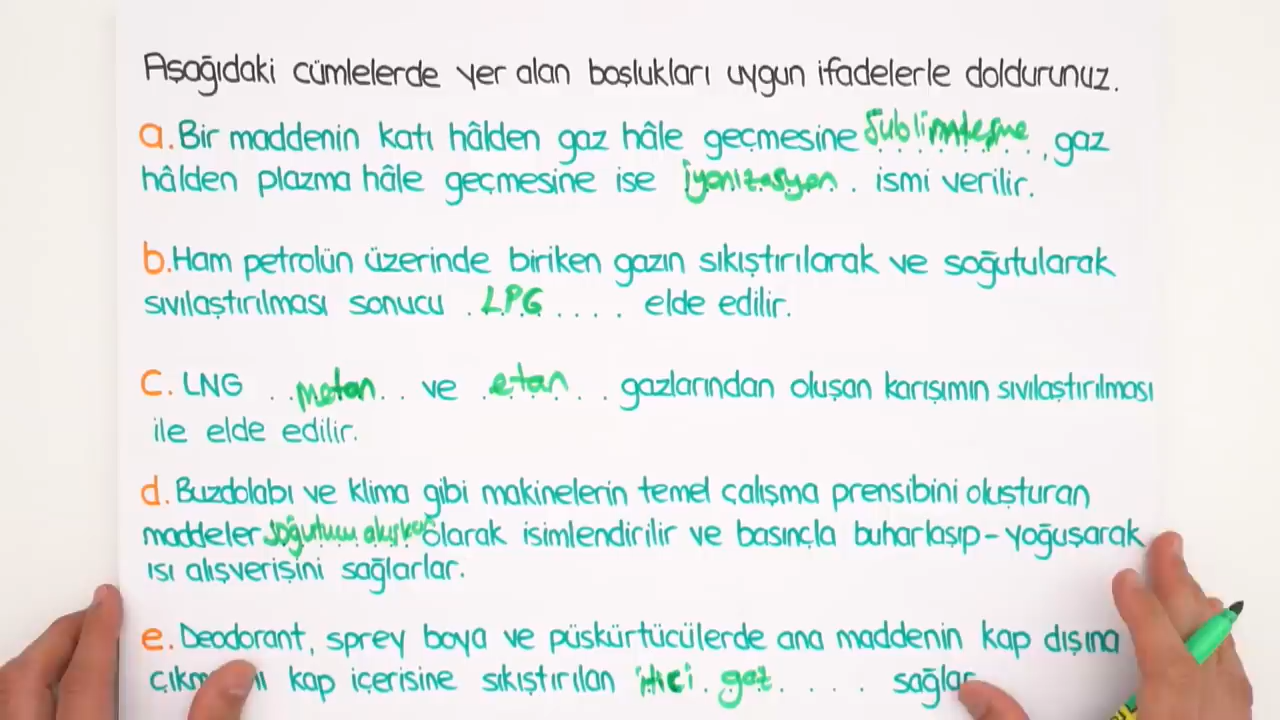 Aşağıdaki cümlelerde yer alan boşlukları uygun ifadelerle doldurunuz.
a. Bir maddenin katı hâlden gaz hâle geçmesine Süblimleşme, gaz
hâlden plazma hâle geçmesine ise iyonizasyon. ismi verilir.
b. Ham petrolün üzerinde biriken gazın sıkıştırılarak ve soğutularak
sıvılaştırılması sonucu .LPG.... elde edilir.
C. LNG ..metan.. ve .etan.. gazlarından oluşan karışımın sıvılaştırılması
ile elde edilir.
d. Buzdolabı ve klima gibi makinelerin temel çalışma prensibini oluşturan
maddeler soğutucu akışkan olarak isimlendirilir ve basınçla buharlaşıp-yoğuşarak
ısı alışverişini sağlarlar.
e. Deodorant, sprey boya ve püskürtücülerde ana maddenin kap dışına
kap içerisine sıkıştırılan itici. gaz.... sağlar